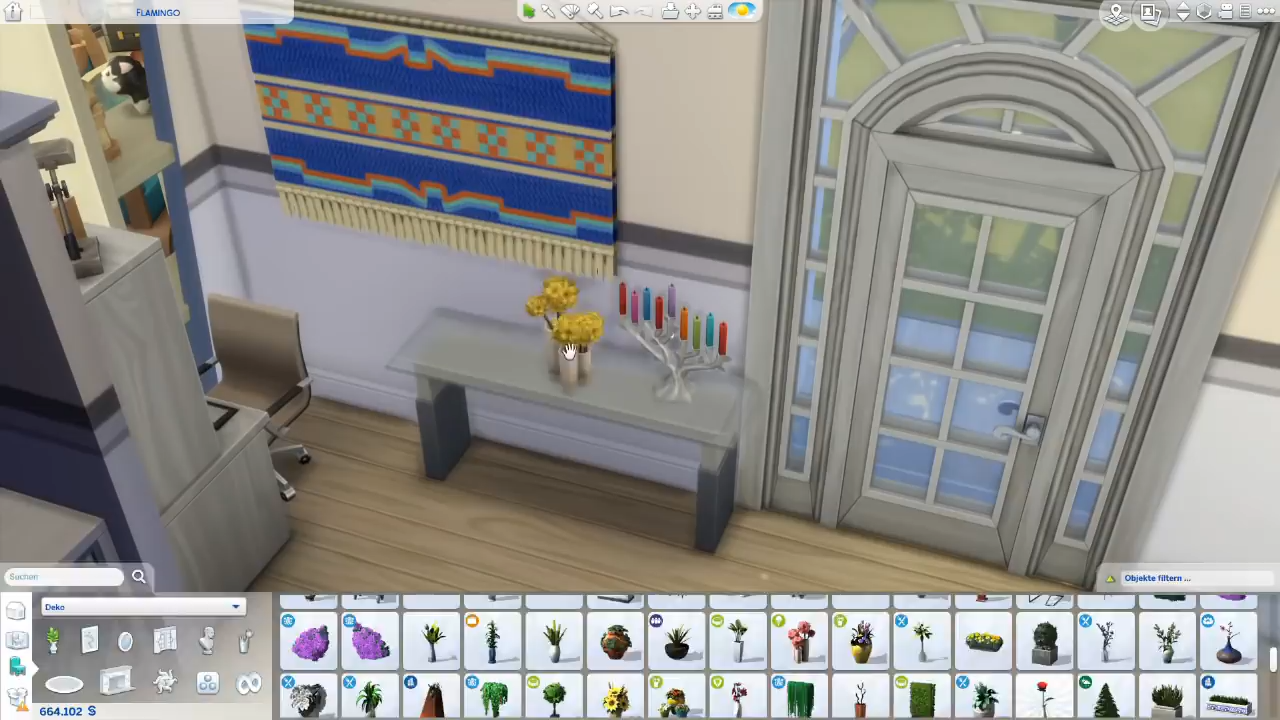 FLAMINGO
Suchen
Objekte filtern ...
Deko
664.102 $